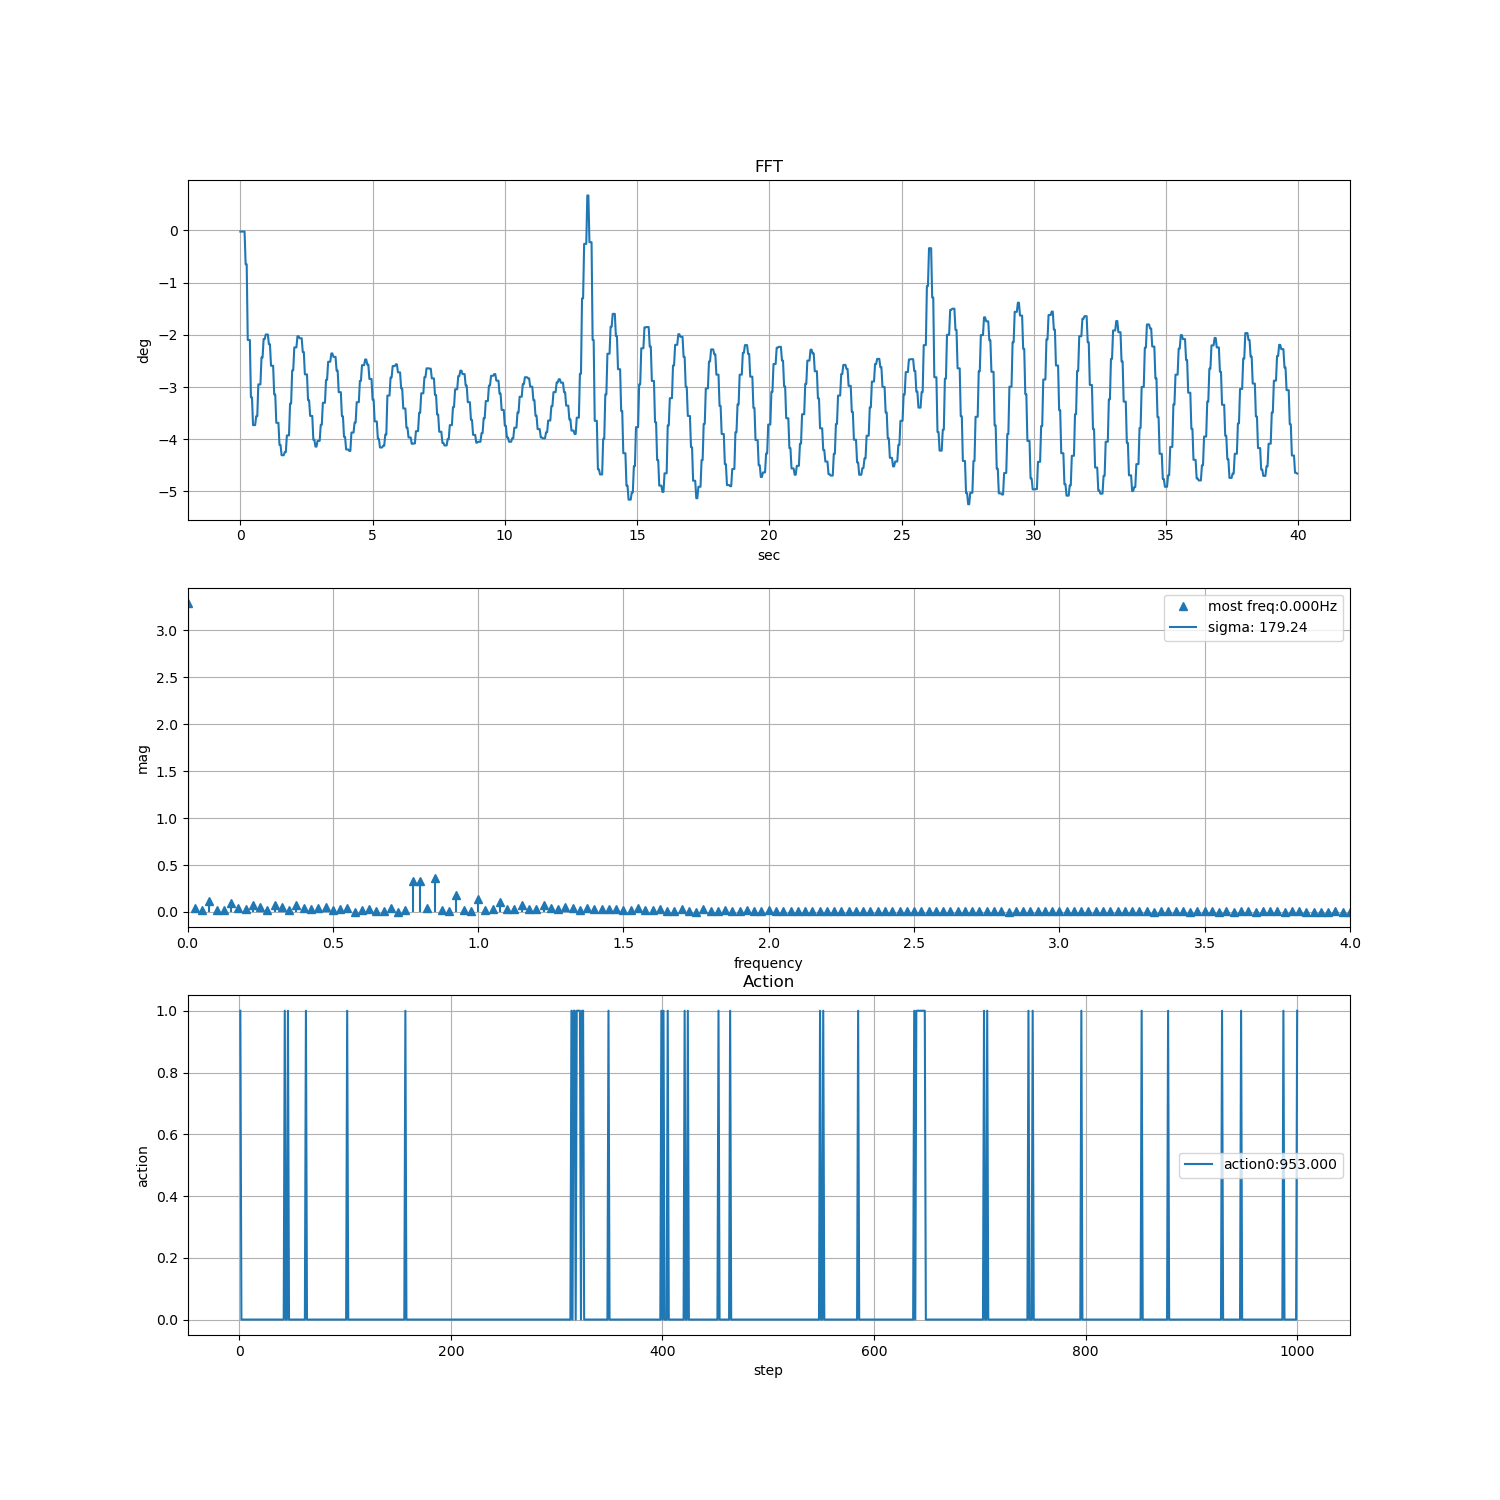 FFT
0
−1
−2
−3
−4
−5
deg
0 5 10 15 20 25 30 35 40
sec
most freq:0.000Hz
sigma: 179.24
3.0
2.5
2.0
1.5
1.0
0.5
0.0
mag
0.0 0.5 1.0 1.5 2.0 2.5 3.0 3.5 4.0
frequency
Action
1.0
0.8
0.6
0.4
0.2
0.0
action
action0:953.000
0 200 400 600 800 1000
step